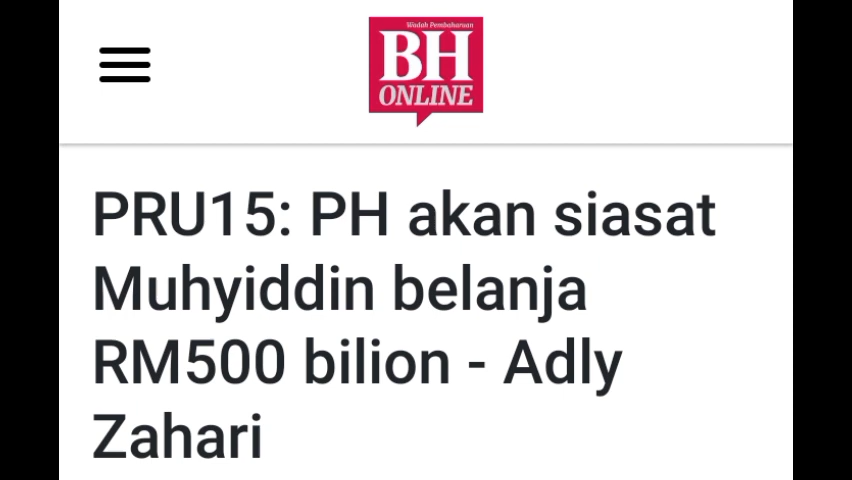 Wadah Pembaharuan
BH
ONLINE
PRU15: PH akan siasat
Muhyiddin belanja
RM500 bilion - Adly
Zahari